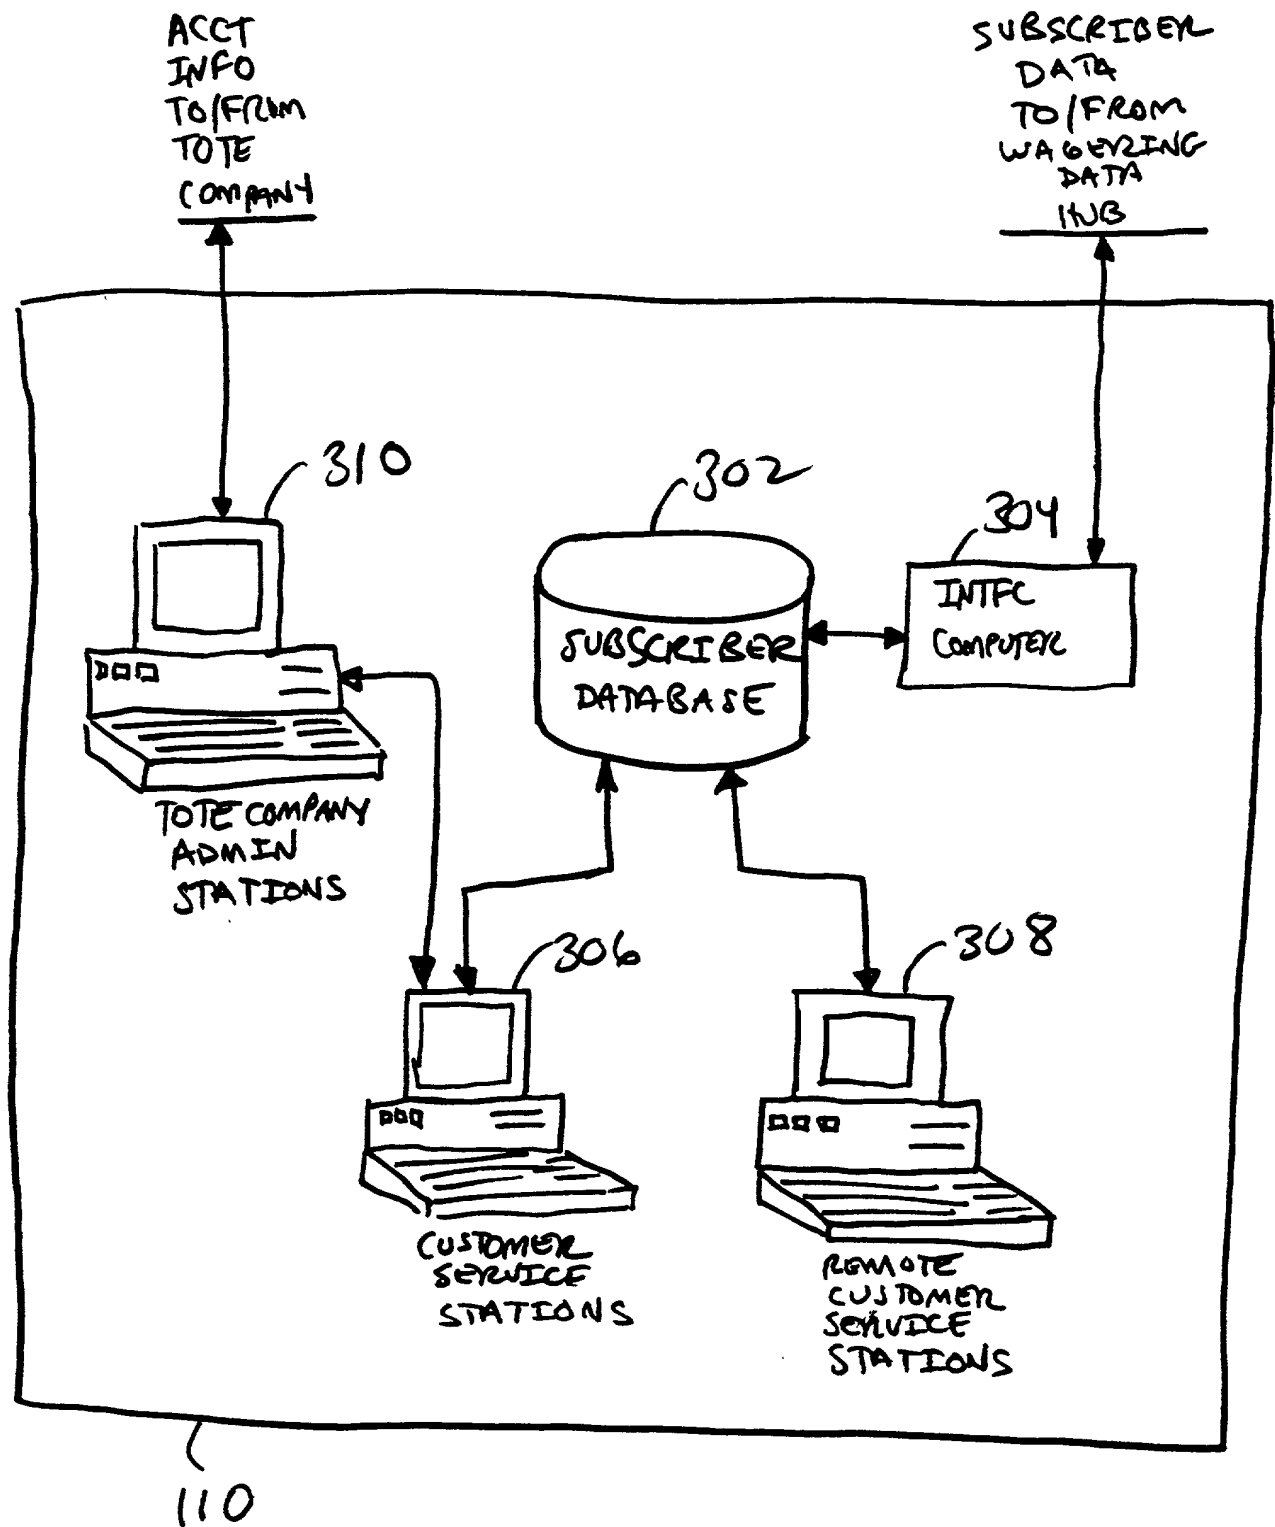 ACCT
INFO
TO/FROM
TOTE
COMPANY
SUBSCRIBER
DATA
TO/FROM
WAGERING
DATA
HUB
310
302
304
SUBSCRIBER
DATABASE
INTFC
COMPUTER
TOTE COMPANY
ADMIN
STATIONS
306
308
CUSTOMER
SERVICE
STATIONS
REMOTE
CUSTOMER
SERVICE
STATIONS
110